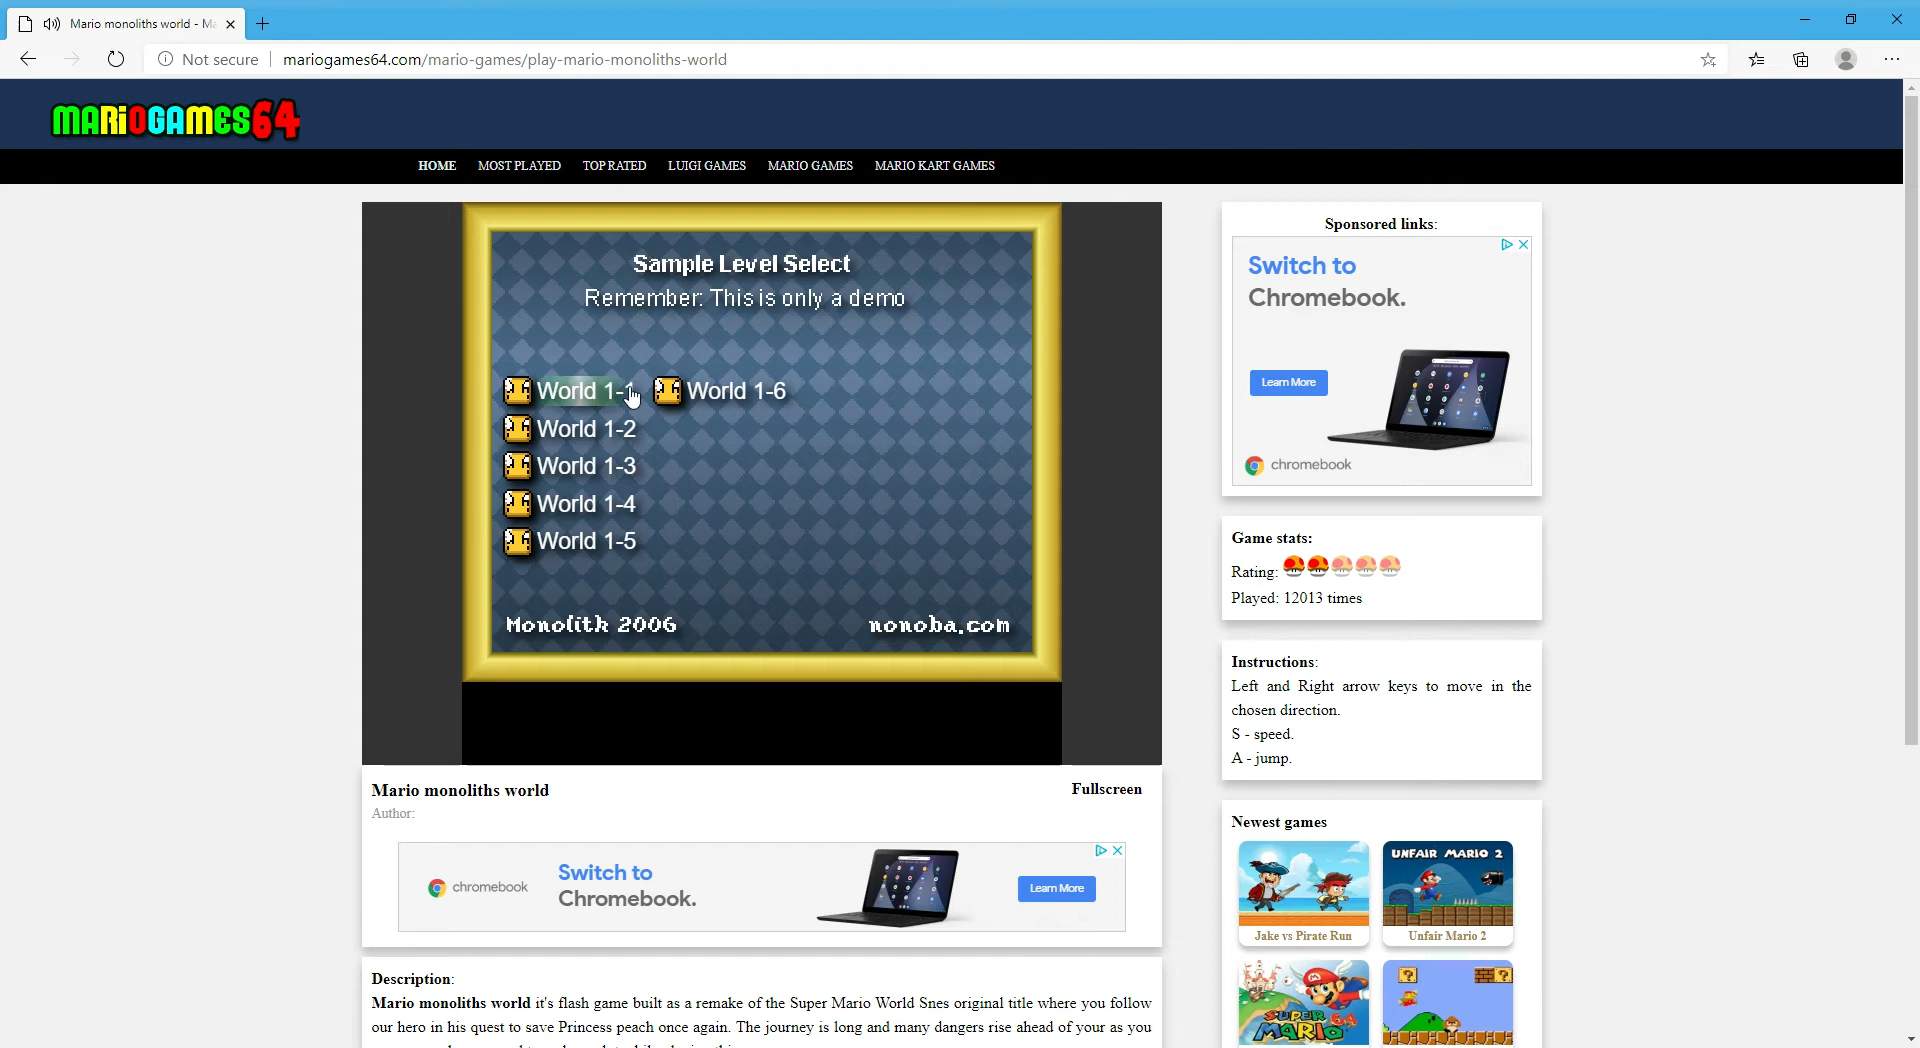 Mario monoliths world - Ma
Not secure
mariogames64.com/mario-games/play-mario-monoliths-world
MARIOGAMES64
HOME
MOST PLAYED
TOP RATED
LUIGI GAMES
MARIO GAMES
MARIO KART GAMES
Sample Level Select
Remember: This is only a demo
World 1-1
World 1-6
World 1-2
World 1-3
World 1-4
World 1-5
Monolith 2006
nonoba.com
Mario monoliths world
Fullscreen
Author:
chromebook
Switch to
Chromebook.
Learn More
Description:
Mario monoliths world it's flash game built as a remake of the Super Mario World Snes original title where you follow
our hero in his quest to save Princess peach once again. The journey is long and many dangers rise ahead of your as you
Sponsored links:
Switch to
Chromebook.
Learn More
chromebook
Game stats:
Rating:
Played: 12013 times
Instructions:
Left and Right arrow keys to move in the
chosen direction.
S - speed.
A - jump.
Newest games
UNFAIR MARIO 2
Jake vs Pirate Run
Unfair Mario 2
SUPER
MARIO 64